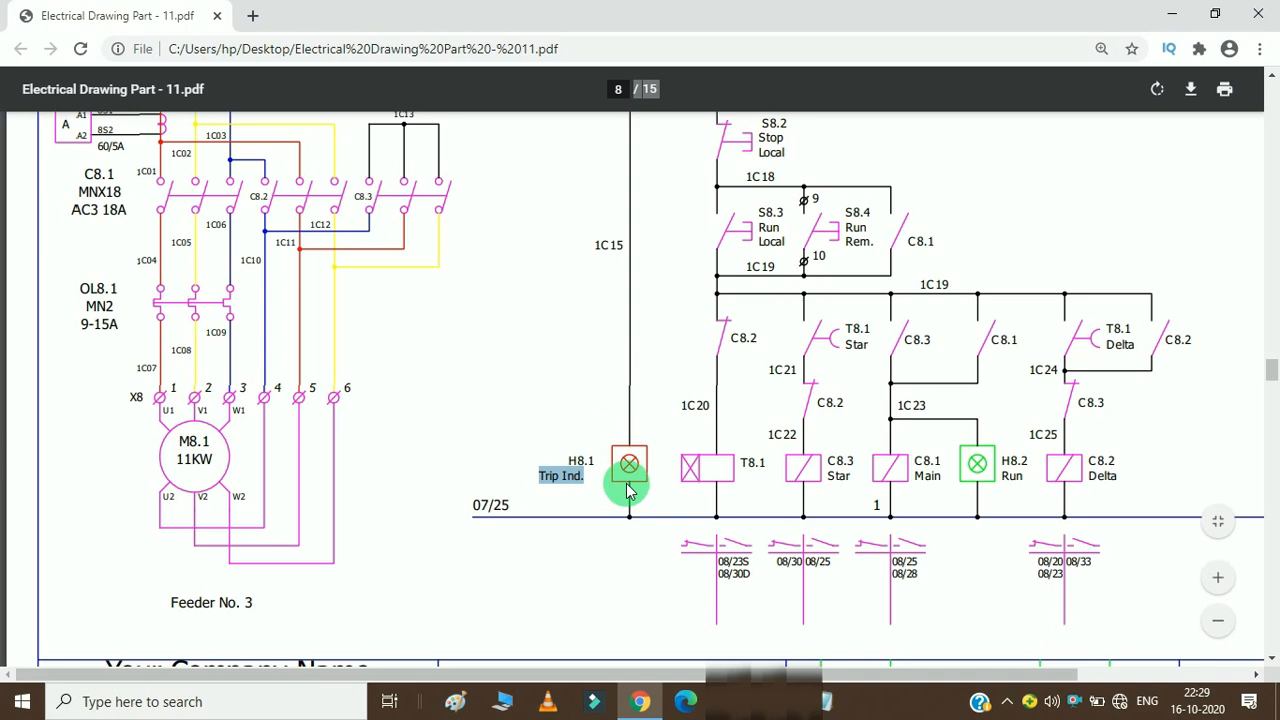 Electrical Drawing Part - 11.pdf
File
C:/Users/hp/Desktop/Electrical%20Drawing%20Part%20-%2011.pdf
IQ
Electrical Drawing Part - 11.pdf
8 / 15
A
A1
A2
8S2
60/5A
1C03
1C02
1C01
1C13
C8.1
MNX18
AC3 18A
C8.2
C8.3
1C06
1C05
1C04
1C12
1C11
1C10
OL8.1
MN2
9-15A
1C09
1C08
1C07
X8
1
2
3
4
5
6
U1
V1
W1
M8.1
11KW
U2
V2
W2
Feeder No. 3
1C15
S8.2
Stop
Local
1C18
9
S8.3
Run
Local
S8.4
Run
Rem.
C8.1
10
1C19
1C19
C8.2
T8.1
Star
C8.3
C8.1
T8.1
Delta
C8.2
1C21
1C24
C8.2
C8.3
1C20
1C23
1C22
1C25
H8.1
Trip Ind.
T8.1
C8.3
Star
C8.1
Main
H8.2
Run
C8.2
Delta
07/25
1
08/23S
08/30D
08/30
08/25
08/25
08/28
08/20
08/33
08/23
Your Company Name
Type here to search
ENG
22:29
16-10-2020